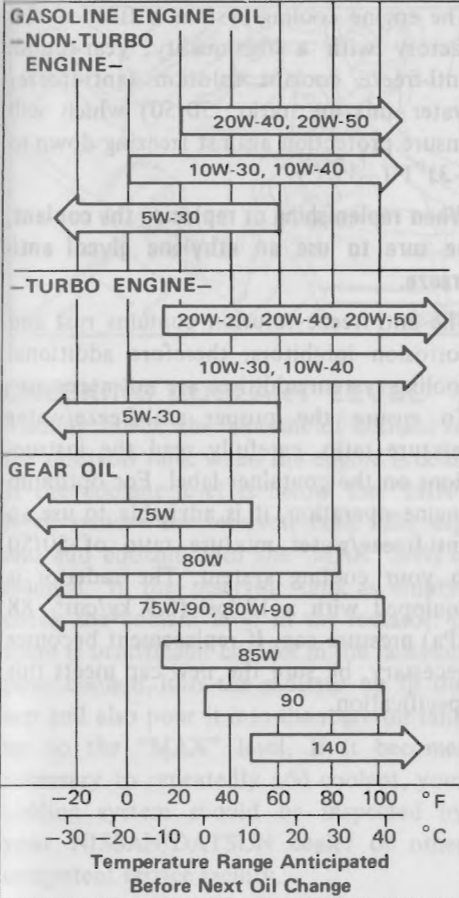 GASOLINE ENGINE OIL
—NON-TURBO
ENGINE—
20W-40, 20W-50
10W-30, 10W-40
5W-30
—TURBO ENGINE—
20W-20, 20W-40, 20W-50
10W-30, 10W-40
5W-30
GEAR OIL
75W
80W
75W-90, 80W-90
85W
90
140
-20 0 20 40 60 80 100 °F
-30 -20 -10 0 10 20 30 40 °C
Temperature Range Anticipated
Before Next Oil Change